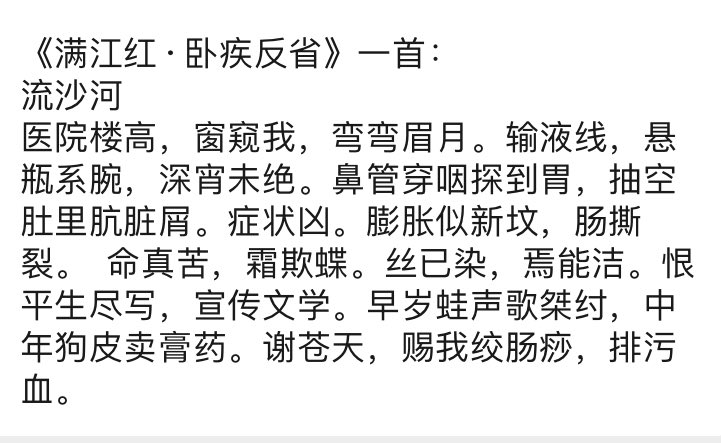 《满江红·卧疾反省》一首：
流沙河
医院楼高，窗窥我，弯弯眉月。输液线，悬
瓶系腕，深宵未绝。鼻管穿咽探到胃，抽空
肚里肮脏屑。症状凶。膨胀似新坟，肠撕
裂。 命真苦，霜欺蝶。丝已染，焉能洁。恨
平生尽写，宣传文学。早岁蛙声歌桀纣，中
年狗皮卖膏药。谢苍天，赐我绞肠痧，排污
血。